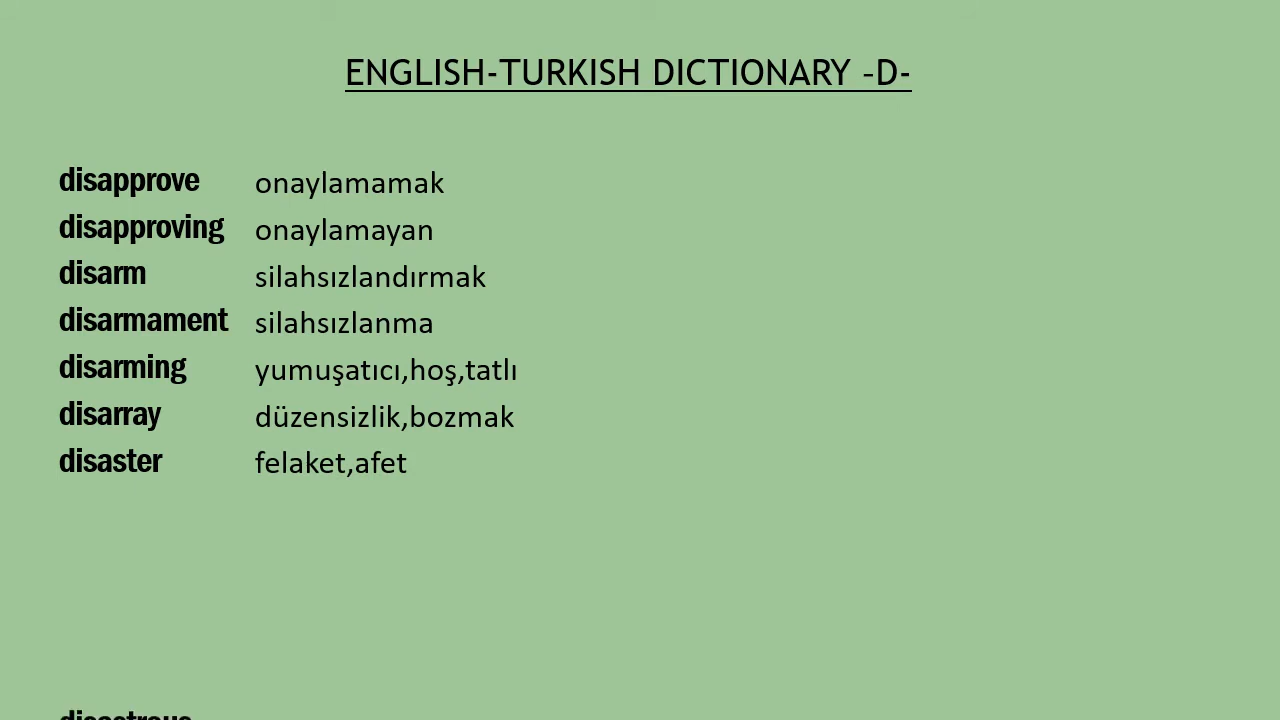 ENGLISH-TURKISH DICTIONARY –D-
disapprove onaylamamak
disapproving onaylamayan
disarm silahsızlandırmak
disarmament silahsızlanma
disarming yumuşatıcı,hoş,tatlı
disarray düzensizlik,bozmak
disaster felaket,afet
disastrous